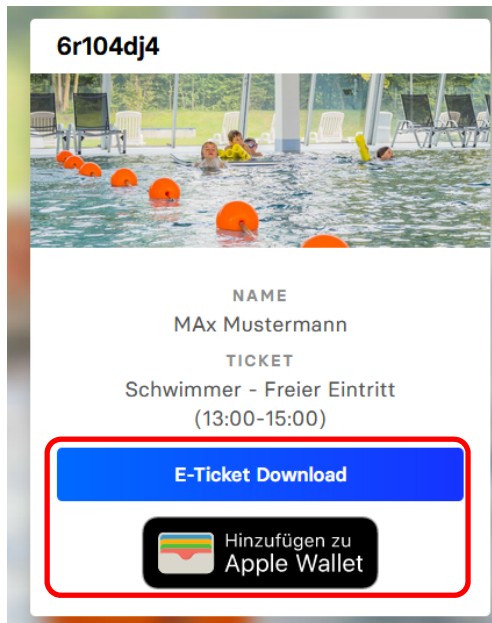 6r104dj4
NAME
MAx Mustermann
TICKET
Schwimmer - Freier Eintritt
(13:00-15:00)
E-Ticket Download
Hinzufügen zu
Apple Wallet